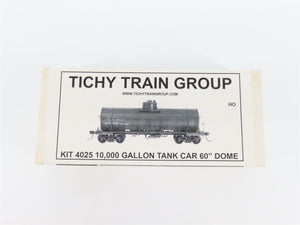 TICHY TRAIN GROUP
WWW.TICHYTRAINGROUP.COM
HO
KIT 4025 10,000 GALLON TANK CAR 60" DOME